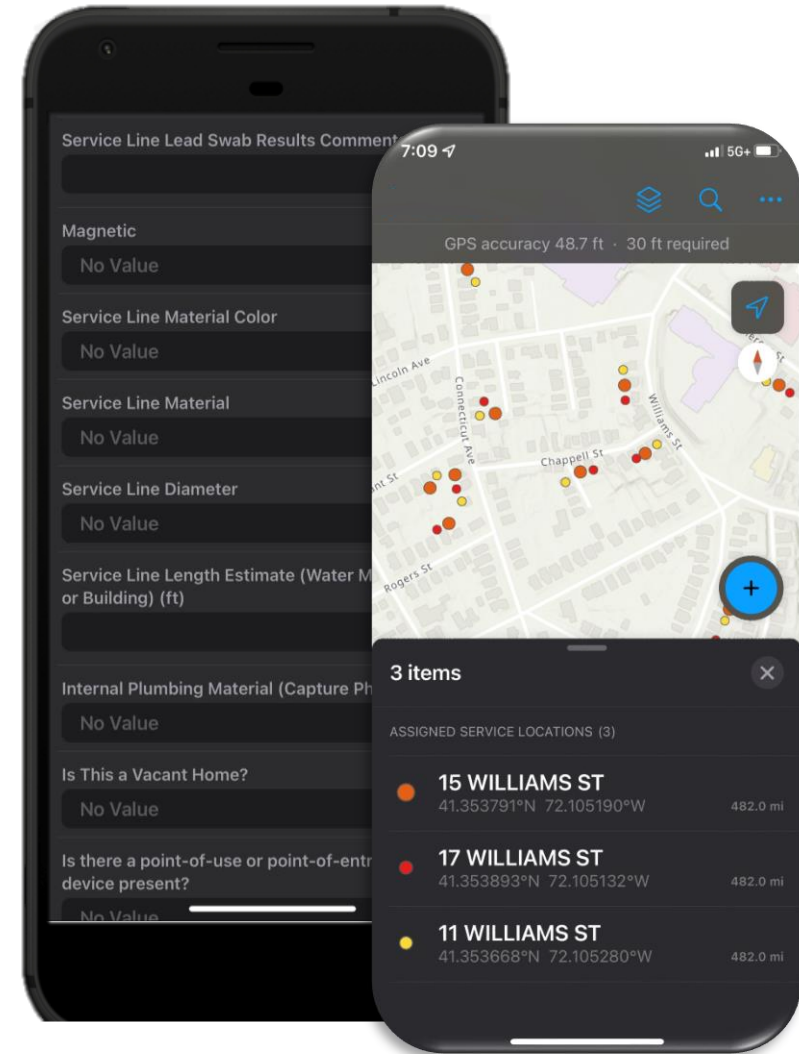 Service Line Lead Swab Results Comment
Magnetic
No Value
Service Line Material Color
No Value
Service Line Material
No Value
Service Line Diameter
No Value
Service Line Length Estimate (Water M
or Building) (ft)
Internal Plumbing Material (Capture Ph
No Value
Is This a Vacant Home?
No Value
Is there a point-of-use or point-of-entr
device present?
No Value
7:09
5G+
GPS accuracy 48.7 ft · 30 ft required
Lincoln Ave
Connecticut Ave
Williams St
Chappell St
Rogers St
3 items
ASSIGNED SERVICE LOCATIONS (3)
15 WILLIAMS ST
41.353791°N 72.105190°W
482.0 mi
17 WILLIAMS ST
41.353893°N 72.105132°W
482.0 mi
11 WILLIAMS ST
41.353668°N 72.105280°W
482.0 mi